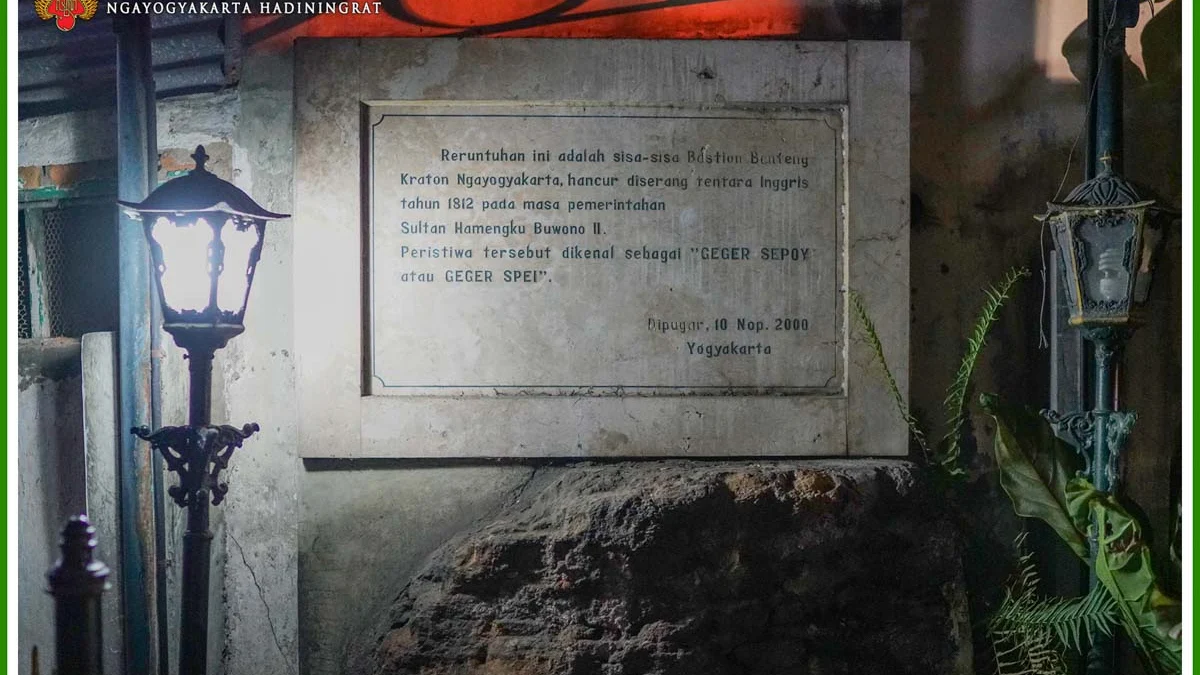 NGAYOGYAKARTA HADININGRAT
Reruntuhan ini adalah sisa-sisa Bastion Benteng
Kraton Ngayogyakarta, hancur diserang tentara Inggris
tahun 1812 pada masa pemerintahan
Sultan Hamengku Buwono II.
Peristiwa tersebut dikenal sebagai "GEGER SEPOY
atau GEGER SPEI".
Dipugar, 10 Nop. 2000
Yogyakarta